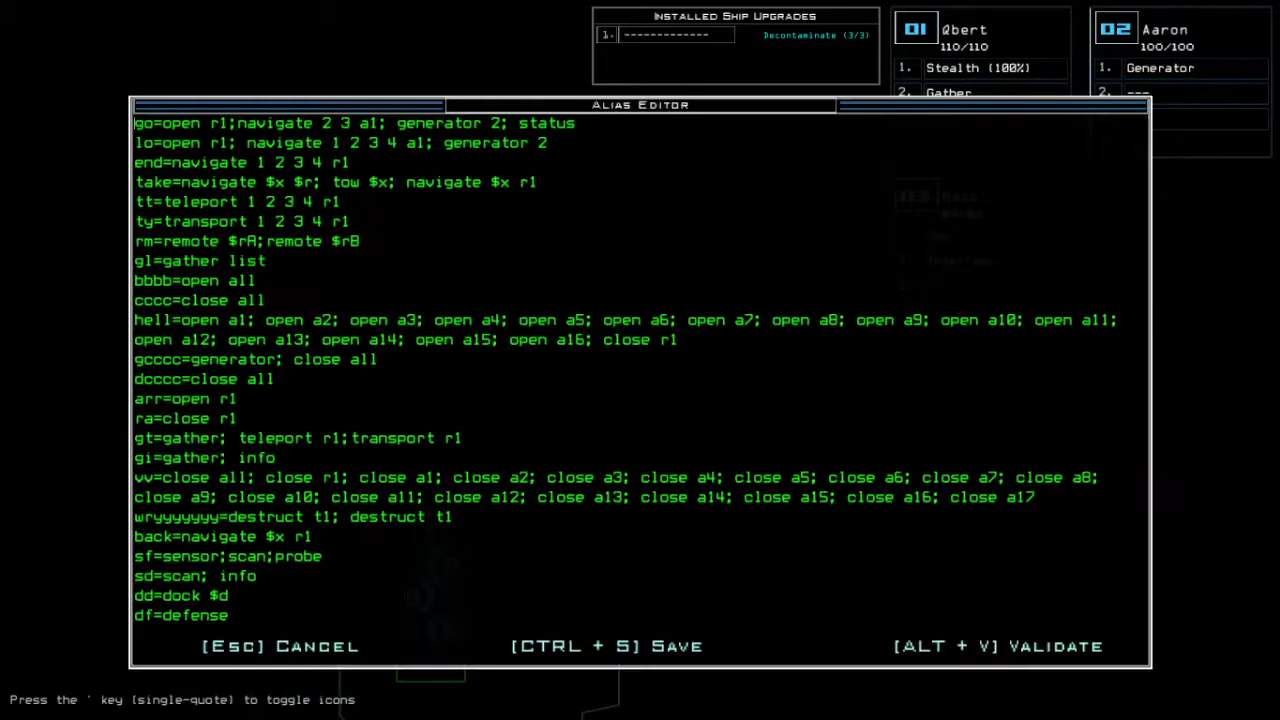 Installed Ship Upgrades
1. ------------- Decontaminate (3/3)
01 Qbert
110/110
1. Stealth (100%)
2. Gather
02 Aaron
100/100
1. Generator
2. ---
Alias Editor
go=open r1;navigate 2 3 a1; generator 2; status
lo=open r1; navigate 1 2 3 4 a1; generator 2
end=navigate 1 2 3 4 r1
take=navigate $x $r; tow $x; navigate $x r1
tt=teleport 1 2 3 4 r1
ty=transport 1 2 3 4 r1
rm=remote $rA;remote $rB
gl=gather list
bbbb=open all
cccc=close all
hell=open a1; open a2; open a3; open a4; open a5; open a6; open a7; open a8; open a9; open a10; open a11;
open a12; open a13; open a14; open a15; open a16; close r1
gcccc=generator; close all
dcccc=close all
arr=open r1
ra=close r1
gt=gather; teleport r1;transport r1
gi=gather; info
vv=close all; close r1; close a1; close a2; close a3; close a4; close a5; close a6; close a7; close a8;
close a9; close a10; close a11; close a12; close a13; close a14; close a15; close a16; close a17
wryyyyyyy=destruct t1; destruct t1
back=navigate $x r1
sf=sensor;scan;probe
sd=scan; info
dd=dock $d
df=defense
[Esc] Cancel [CTRL + S] Save [ALT + V] Validate
Press the ' key (single-quote) to toggle icons